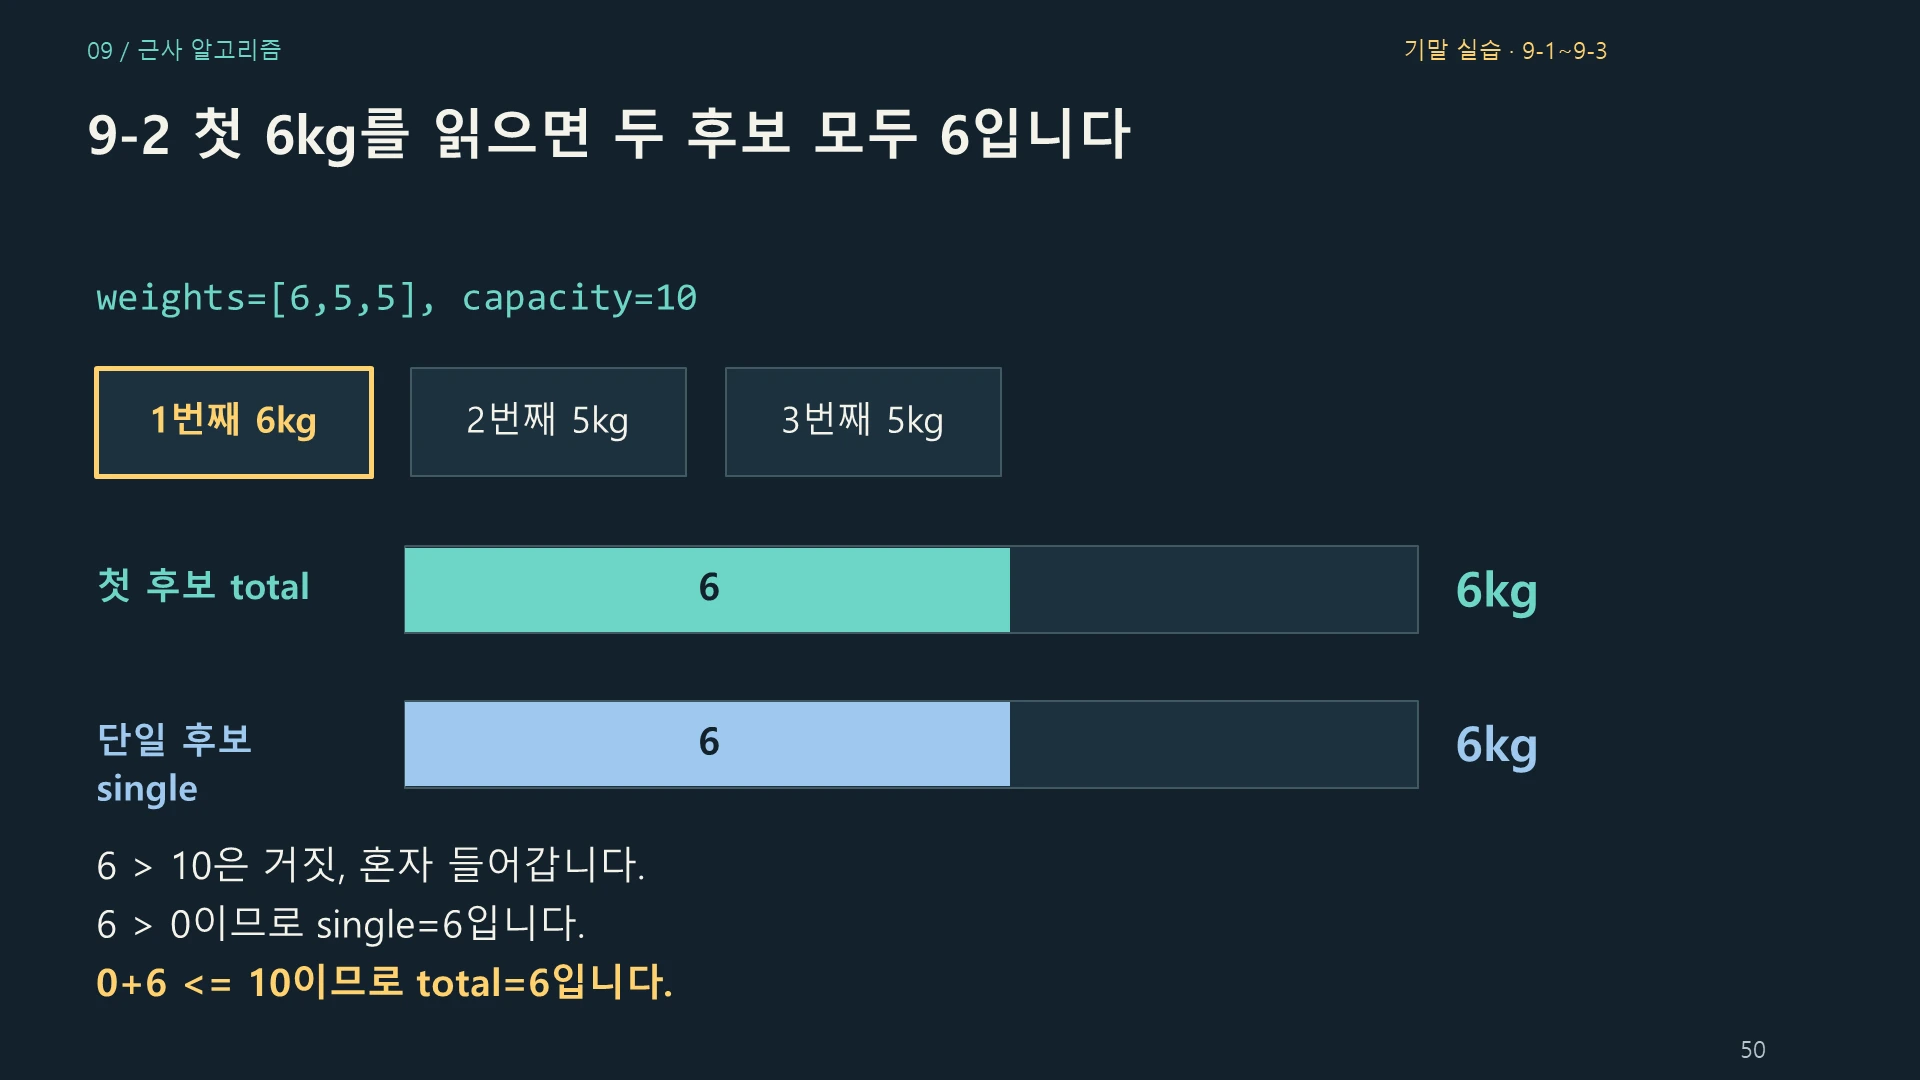 09 / 근사 알고리즘
기말 실습 · 9-1~9-3
9-2 첫 6kg를 읽으면 두 후보 모두 6입니다
weights=[6,5,5], capacity=10
1번째 6kg
2번째 5kg
3번째 5kg
첫 후보 total
6
6kg
단일 후보
single
6
6kg
6 > 10은 거짓, 혼자 들어갑니다.
6 > 0이므로 single=6입니다.
0+6 <= 10이므로 total=6입니다.
50